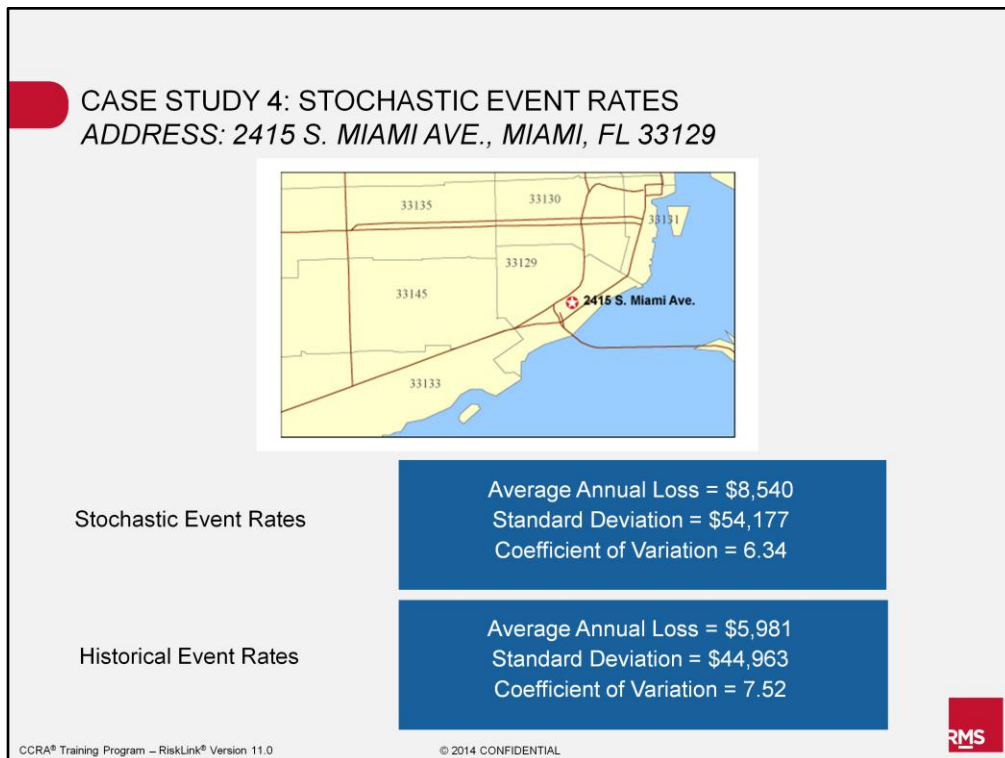 CASE STUDY 4: STOCHASTIC EVENT RATES
ADDRESS: 2415 S. MIAMI AVE., MIAMI, FL 33129
33135
33130
33131
33129
33145
2415 S. Miami Ave.
33133
Stochastic Event Rates
Average Annual Loss = $8,540
Standard Deviation = $54,177
Coefficient of Variation = 6.34
Historical Event Rates
Average Annual Loss = $5,981
Standard Deviation = $44,963
Coefficient of Variation = 7.52
CCRA® Training Program – RiskLink® Version 11.0
© 2014 CONFIDENTIAL
RMS